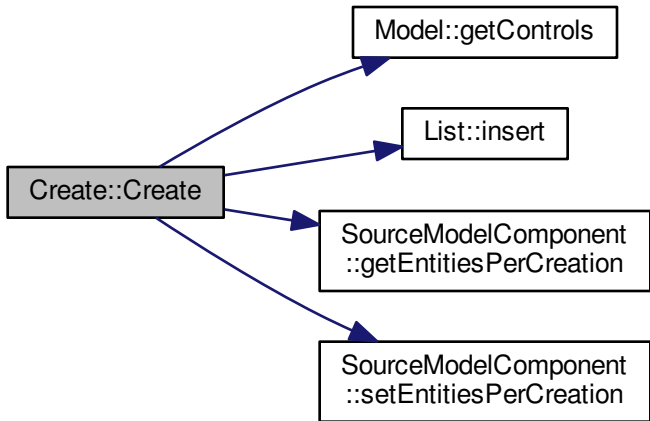 Model::getControls
List::insert
Create::Create
SourceModelComponent
::getEntitiesPerCreation
SourceModelComponent
::setEntitiesPerCreation